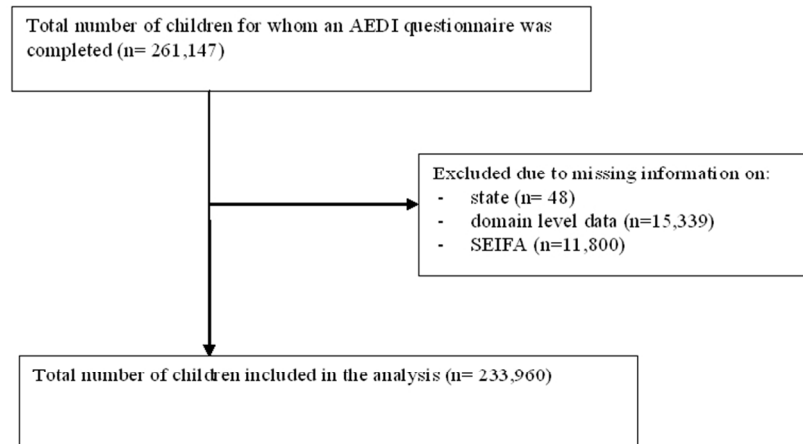 Total number of children for whom an AEDI questionnaire was
completed (n= 261,147)
Excluded due to missing information on:
- state (n= 48)
- domain level data (n=15,339)
- SEIFA (n=11,800)
Total number of children included in the analysis (n= 233,960)